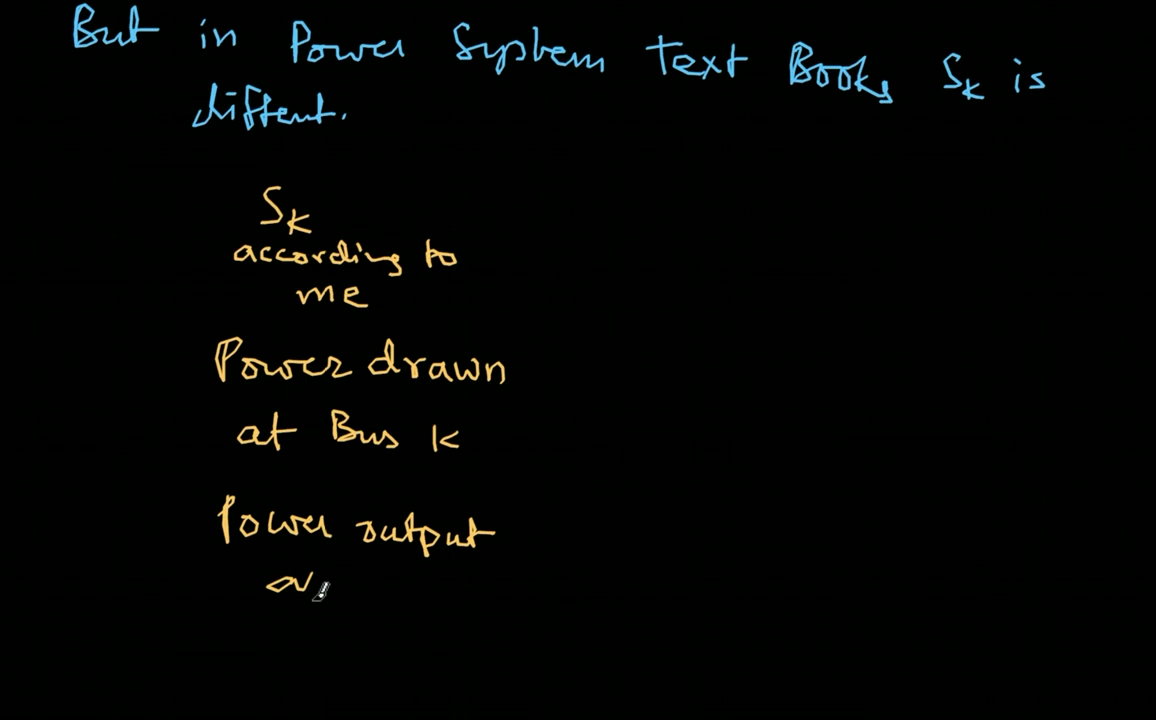 But in Power System Text Books Sk is
diffent.
Sk
according to
me
Power drawn
at Bus k
Power output